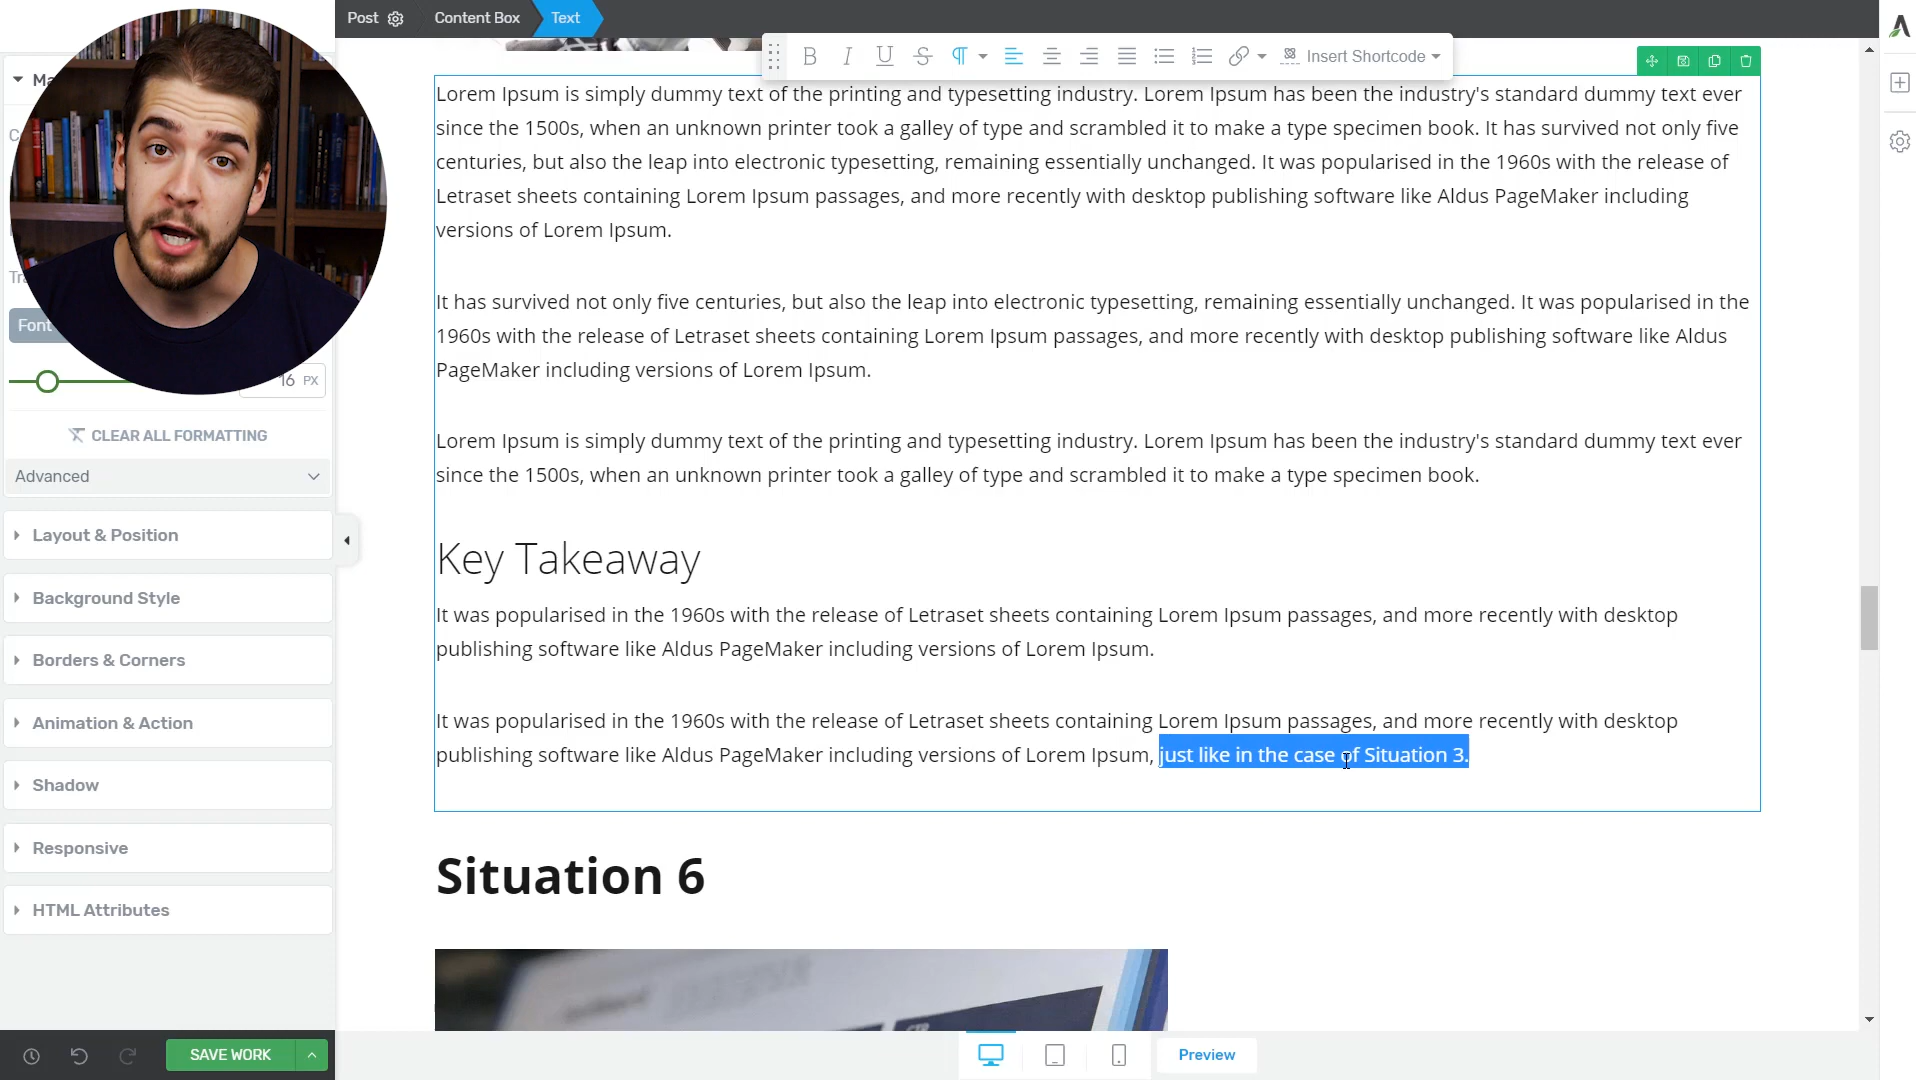 Post
Content Box
Text
Insert Shortcode
Ma
Font
16 PX
CLEAR ALL FORMATTING
Advanced
Layout & Position
Background Style
Borders & Corners
Animation & Action
Shadow
Responsive
HTML Attributes
SAVE WORK
Lorem Ipsum is simply dummy text of the printing and typesetting industry. Lorem Ipsum has been the industry's standard dummy text ever
since the 1500s, when an unknown printer took a galley of type and scrambled it to make a type specimen book. It has survived not only five
centuries, but also the leap into electronic typesetting, remaining essentially unchanged. It was popularised in the 1960s with the release of
Letraset sheets containing Lorem Ipsum passages, and more recently with desktop publishing software like Aldus PageMaker including
versions of Lorem Ipsum.
It has survived not only five centuries, but also the leap into electronic typesetting, remaining essentially unchanged. It was popularised in the
1960s with the release of Letraset sheets containing Lorem Ipsum passages, and more recently with desktop publishing software like Aldus
PageMaker including versions of Lorem Ipsum.
Lorem Ipsum is simply dummy text of the printing and typesetting industry. Lorem Ipsum has been the industry's standard dummy text ever
since the 1500s, when an unknown printer took a galley of type and scrambled it to make a type specimen book.
Key Takeaway
It was popularised in the 1960s with the release of Letraset sheets containing Lorem Ipsum passages, and more recently with desktop
publishing software like Aldus PageMaker including versions of Lorem Ipsum.
It was popularised in the 1960s with the release of Letraset sheets containing Lorem Ipsum passages, and more recently with desktop
publishing software like Aldus PageMaker including versions of Lorem Ipsum, just like in the case of Situation 3.
Situation 6
Preview